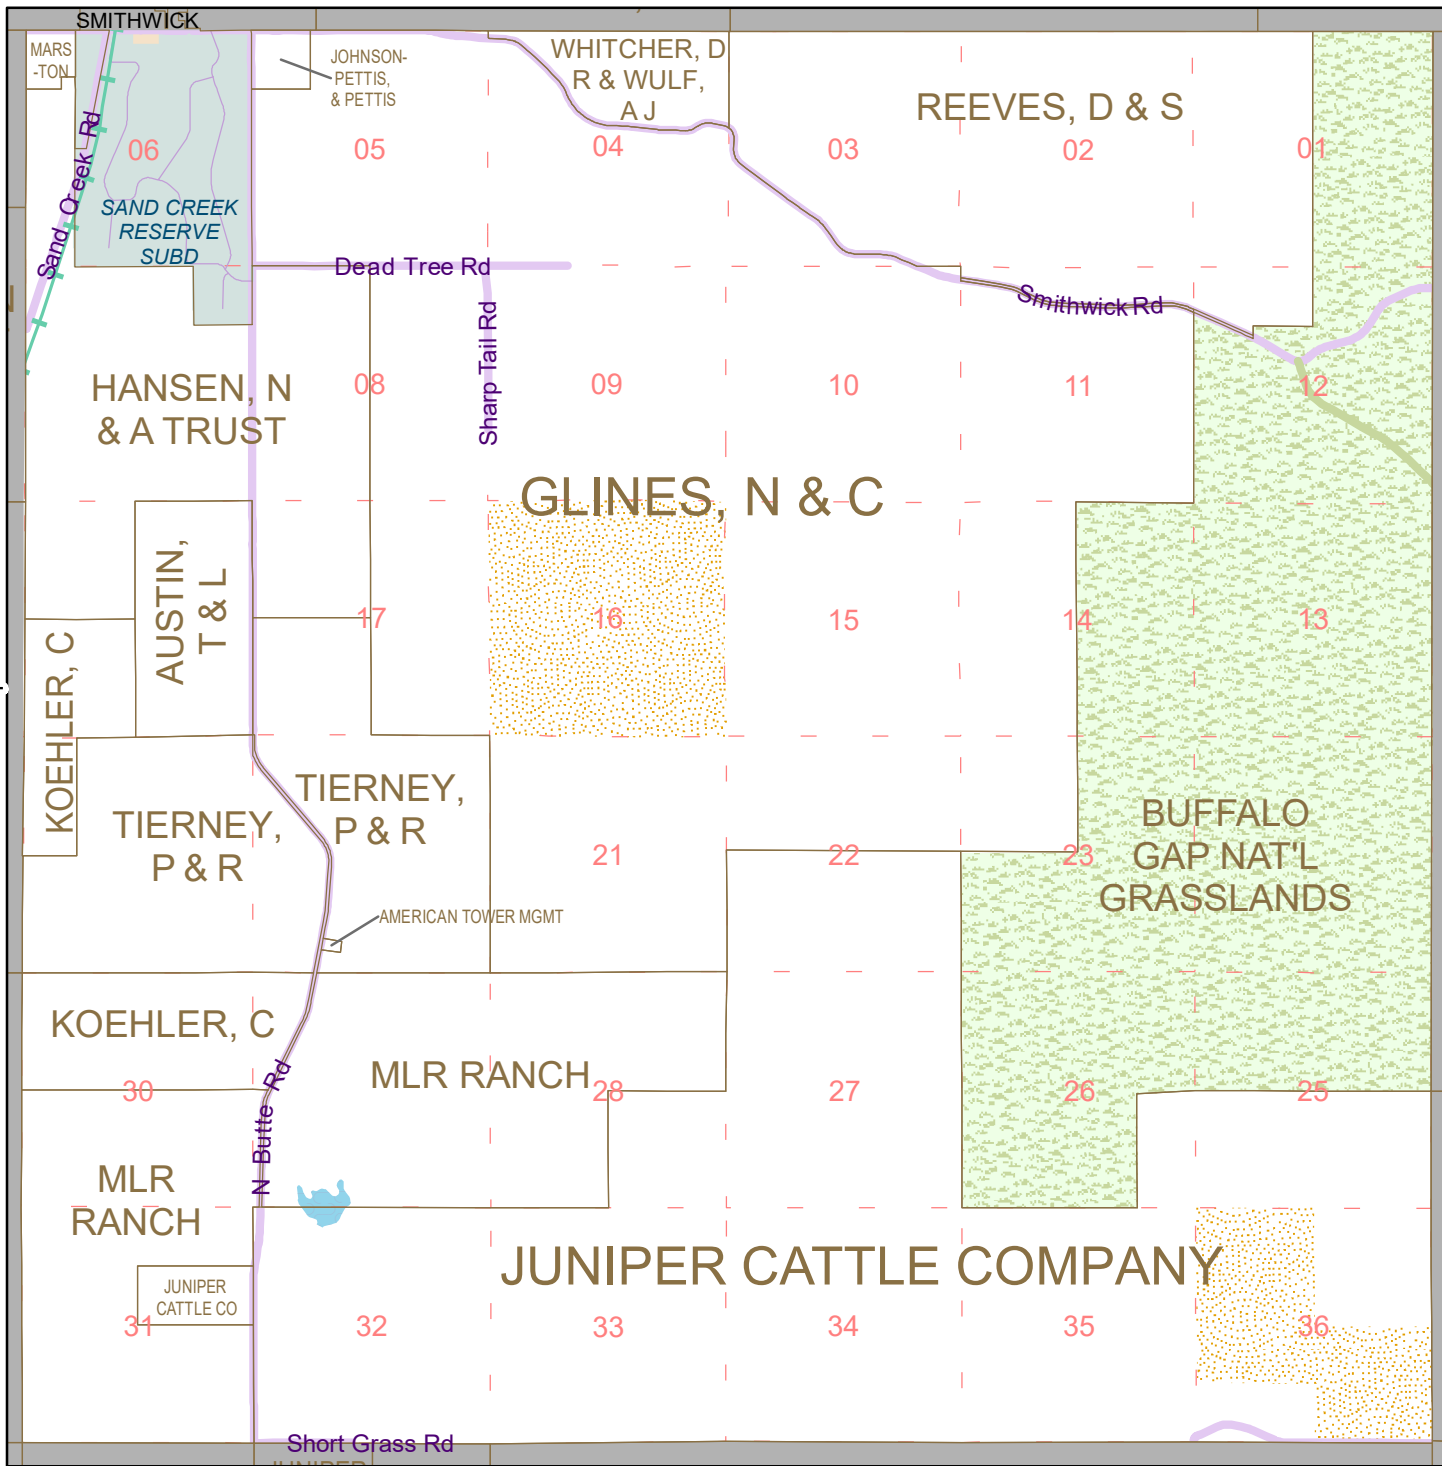 SMITHWICK
MARS
-TON
JOHNSON-
PETTIS,
& PETTIS
WHITCHER, D
R & WULF,
A J
REEVES, D & S
06
05
04
03
02
01
Sand Creek Rd
SAND CREEK
RESERVE
SUBD
Dead Tree Rd
Smithwick Rd
Sharp Tail Rd
HANSEN, N
& A TRUST
08
09
10
11
12
GLINES, N & C
AUSTIN,
T & L
KOEHLER, C
17
16
15
14
13
TIERNEY,
P & R
TIERNEY,
P & R
21
22
23
BUFFALO
GAP NAT'L
GRASSLANDS
AMERICAN TOWER MGMT
KOEHLER, C
MLR RANCH
N Butte Rd
30
28
27
26
25
MLR
RANCH
JUNIPER CATTLE COMPANY
JUNIPER
CATTLE CO
31
32
33
34
35
36
Short Grass Rd
JUNIPER